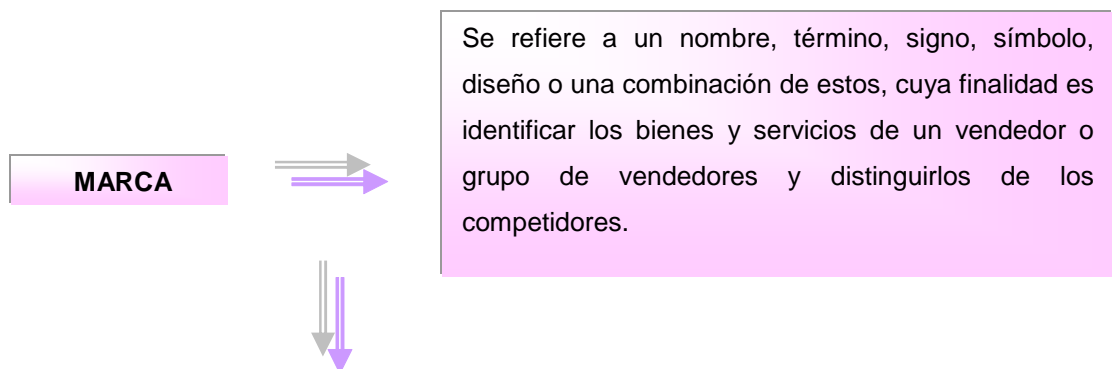 Se refiere a un nombre, término, signo, símbolo,
diseño o una combinación de estos, cuya finalidad es
identificar los bienes y servicios de un vendedor o
grupo de vendedores y distinguirlos de los
competidores.
MARCA